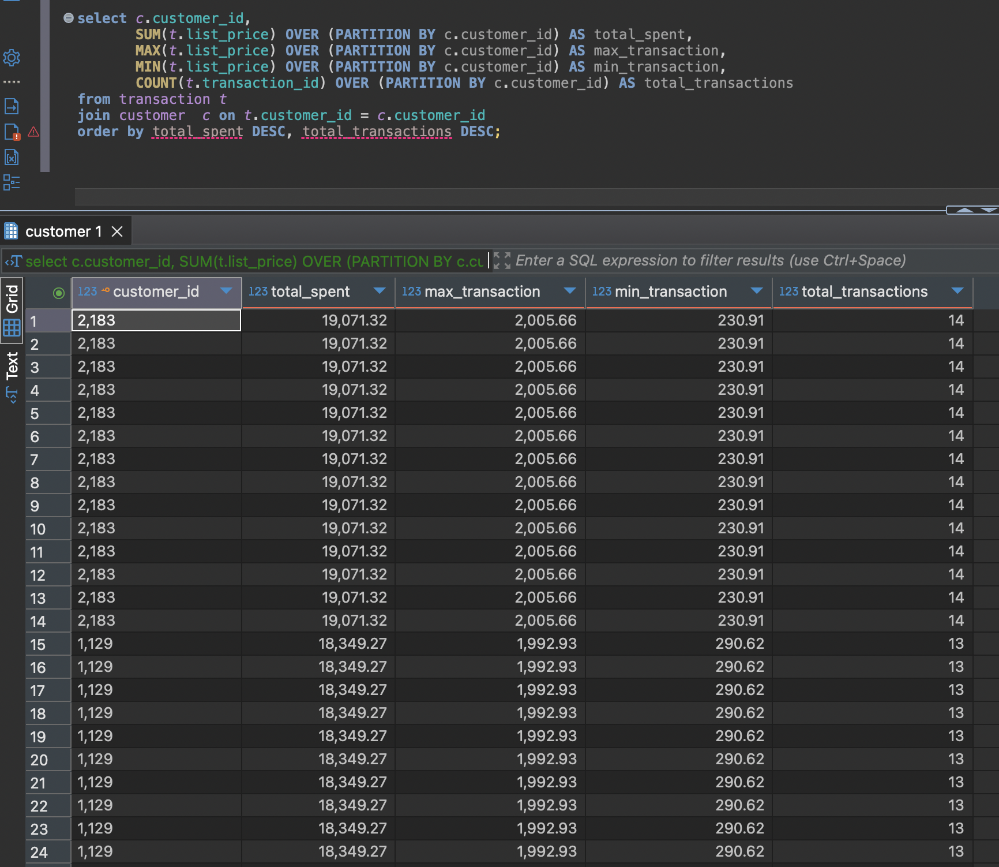 select c.customer_id,
SUM(t.list_price) OVER (PARTITION BY c.customer_id) AS total_spent,
MAX(t.list_price) OVER (PARTITION BY c.customer_id) AS max_transaction,
MIN(t.list_price) OVER (PARTITION BY c.customer_id) AS min_transaction,
COUNT(t.transaction_id) OVER (PARTITION BY c.customer_id) AS total_transactions
from transaction t
join customer  c on t.customer_id = c.customer_id
order by total_spent DESC, total_transactions DESC;
customer 1
select c.customer_id, SUM(t.list_price) OVER (PARTITION BY c.cu
Enter a SQL expression to filter results (use Ctrl+Space)
Grid
Text
123 customer_id 123 total_spent 123 max_transaction 123 min_transaction 123 total_transactions
1 2,183 19,071.32 2,005.66 230.91 14
2 2,183 19,071.32 2,005.66 230.91 14
3 2,183 19,071.32 2,005.66 230.91 14
4 2,183 19,071.32 2,005.66 230.91 14
5 2,183 19,071.32 2,005.66 230.91 14
6 2,183 19,071.32 2,005.66 230.91 14
7 2,183 19,071.32 2,005.66 230.91 14
8 2,183 19,071.32 2,005.66 230.91 14
9 2,183 19,071.32 2,005.66 230.91 14
10 2,183 19,071.32 2,005.66 230.91 14
11 2,183 19,071.32 2,005.66 230.91 14
12 2,183 19,071.32 2,005.66 230.91 14
13 2,183 19,071.32 2,005.66 230.91 14
14 2,183 19,071.32 2,005.66 230.91 14
15 1,129 18,349.27 1,992.93 290.62 13
16 1,129 18,349.27 1,992.93 290.62 13
17 1,129 18,349.27 1,992.93 290.62 13
18 1,129 18,349.27 1,992.93 290.62 13
19 1,129 18,349.27 1,992.93 290.62 13
20 1,129 18,349.27 1,992.93 290.62 13
21 1,129 18,349.27 1,992.93 290.62 13
22 1,129 18,349.27 1,992.93 290.62 13
23 1,129 18,349.27 1,992.93 290.62 13
24 1,129 18,349.27 1,992.93 290.62 13